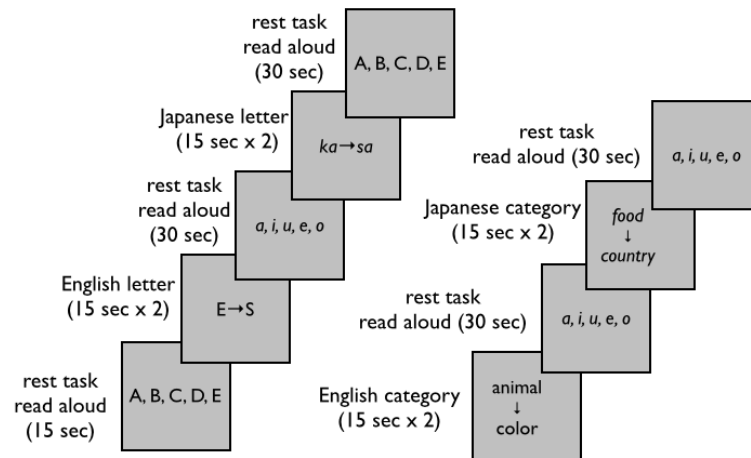 rest task
read aloud
(30 sec)
A, B, C, D, E
Japanese letter
(15 sec x 2)
ka→sa
rest task
read aloud
(30 sec)
a, i, u, e, o
English letter
(15 sec x 2)
E→S
rest task
read aloud
(15 sec)
A, B, C, D, E
rest task
read aloud (30 sec)
a, i, u, e, o
Japanese category
(15 sec x 2)
food
↓
country
rest task
read aloud (30 sec)
a, i, u, e, o
English category
(15 sec x 2)
animal
↓
color